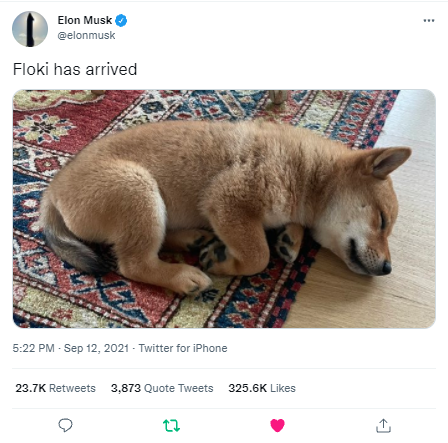 Elon Musk
@elonmusk
Floki has arrived
5:22 PM · Sep 12, 2021 · Twitter for iPhone
23.7K Retweets 3,873 Quote Tweets 325.6K Likes